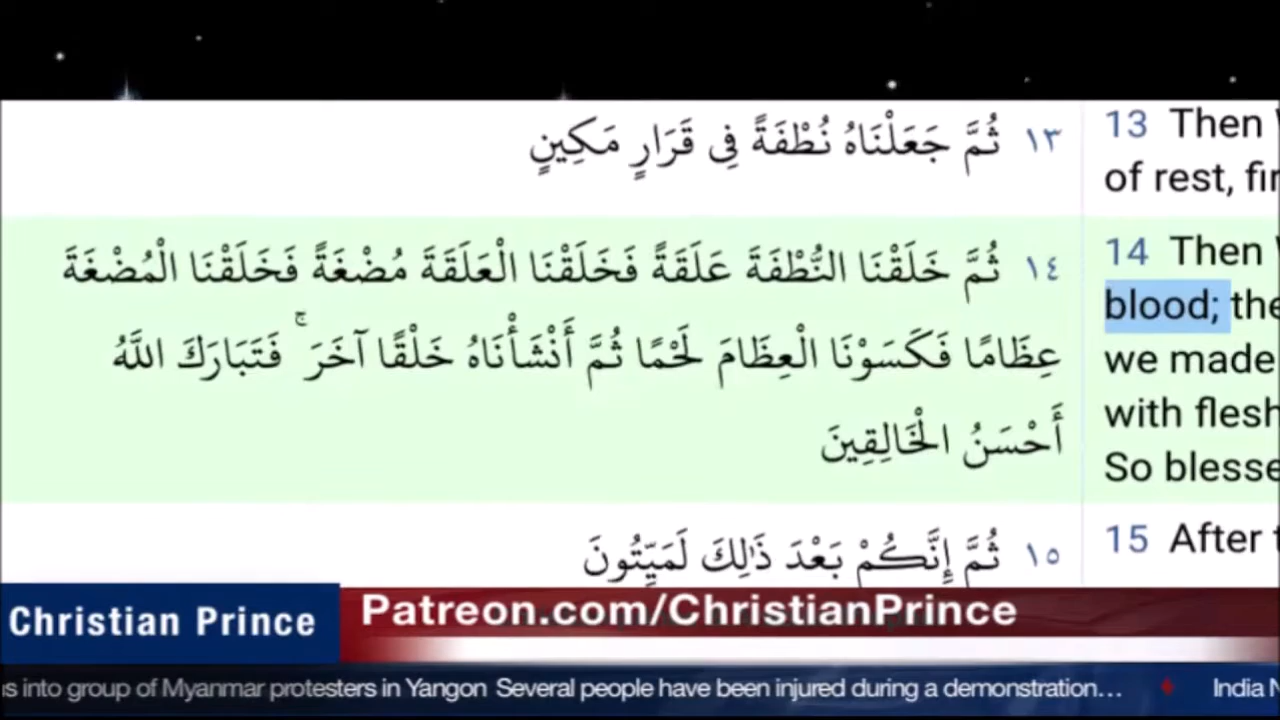 ١٣ ثُمَّ جَعَلْنَاهُ نُطْفَةً فِى قَرَارٍ مَكِينٍ
13 Then
of rest,
١٤ ثُمَّ خَلَقْنَا النُّطْفَةَ عَلَقَةً فَخَلَقْنَا الْعَلَقَةَ مُضْغَةً فَخَلَقْنَا الْمُضْغَةَ
عِظَامًا فَكَسَوْنَا الْعِظَامَ لَحْمًا ثُمَّ أَنْشَأْنَاهُ خَلْقًا آخَرَ ۚ فَتَبَارَكَ اللَّهُ
أَحْسَنُ الْخَالِقِينَ
14 Then
blood; the
we made
with flesh
So blesse
١٥ ثُمَّ إِنَّكُمْ بَعْدَ ذَٰلِكَ لَمَيِّتُونَ
15 After
Christian Prince
Patreon.com/ChristianPrince
s into group of Myanmar protesters in Yangon Several people have been injured during a demonstration… India